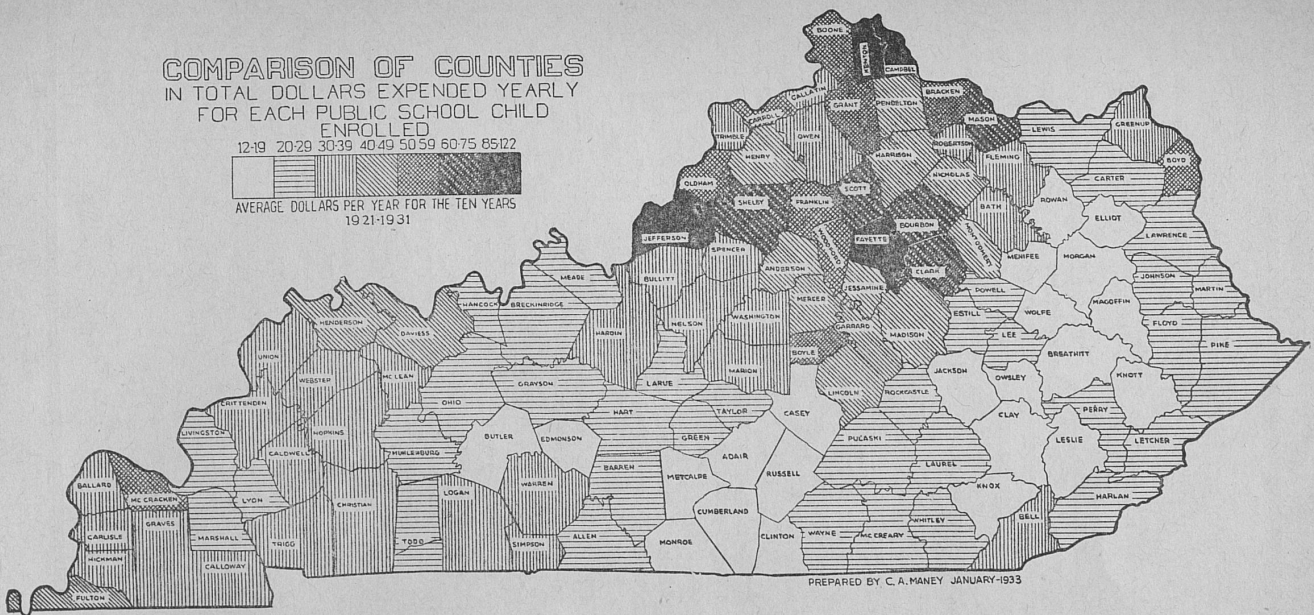 COMPARISON OF COUNTIES
IN TOTAL DOLLARS EXPENDED YEARLY
FOR EACH PUBLIC SCHOOL CHILD
ENROLLED
12-19 20-29 30-39 40-49 50-59 60-75 85-122
AVERAGE DOLLARS PER YEAR FOR THE TEN YEARS
1921-1931
BOONE
KENTON
CAMPBEL
GALLATIN
GRANT
PENDELTON
BRACKEN
MASON
LEWIS
GREENUP
CARROLL
TRIMBLE
OWEN
ROBERTSON
FLEMING
BOYD
HENRY
HARRISON
NICHOLAS
CARTER
OLDHAM
SHELBY
FRANKLIN
SCOTT
BATH
ROWAN
ELLIOT
JEFFERSON
SPENCER
WOODFORD
FAYETTE
BOURBON
MONTGOMERY
LAWRENCE
BULLITT
ANDERSON
CLARK
MENIFEE
MORGAN
MEADE
JESSAMINE
POWELL
JOHNSON
MARTIN
HANCOCK
BRECKINRIDGE
MERCER
ESTILL
WOLFE
MAGOFFIN
HENDERSON
DAVIESS
HARDIN
NELSON
WASHINGTON
GARRARD
MADISON
LEE
FLOYD
PIKE
UNION
BOYLE
BREATHITT
WEBSTER
MCLEAN
GRAYSON
LARUE
MARION
LINCOLN
ROCKCASTLE
JACKSON
OWSLEY
KNOTT
CRITTENDEN
OHIO
HART
TAYLOR
CASEY
CLAY
PERRY
LIVINGSTON
HOPKINS
BUTLER
EDMONSON
GREEN
PULASKI
LESLIE
LETCHER
CALDWELL
MUHLENBURG
BARREN
ADAIR
LAUREL
BALLARD
MC CRACKEN
LYON
LOGAN
WARREN
METCALFE
RUSSELL
KNOX
HARLAN
CARLISLE
GRAVES
CHRISTIAN
CUMBERLAND
WHITLEY
BELL
HICKMAN
MARSHALL
TRIGG
TODD
SIMPSON
ALLEN
MONROE
CLINTON
WAYNE
MC CREARY
CALLOWAY
FULTON
PREPARED BY C. A. MANEY JANUARY-1933